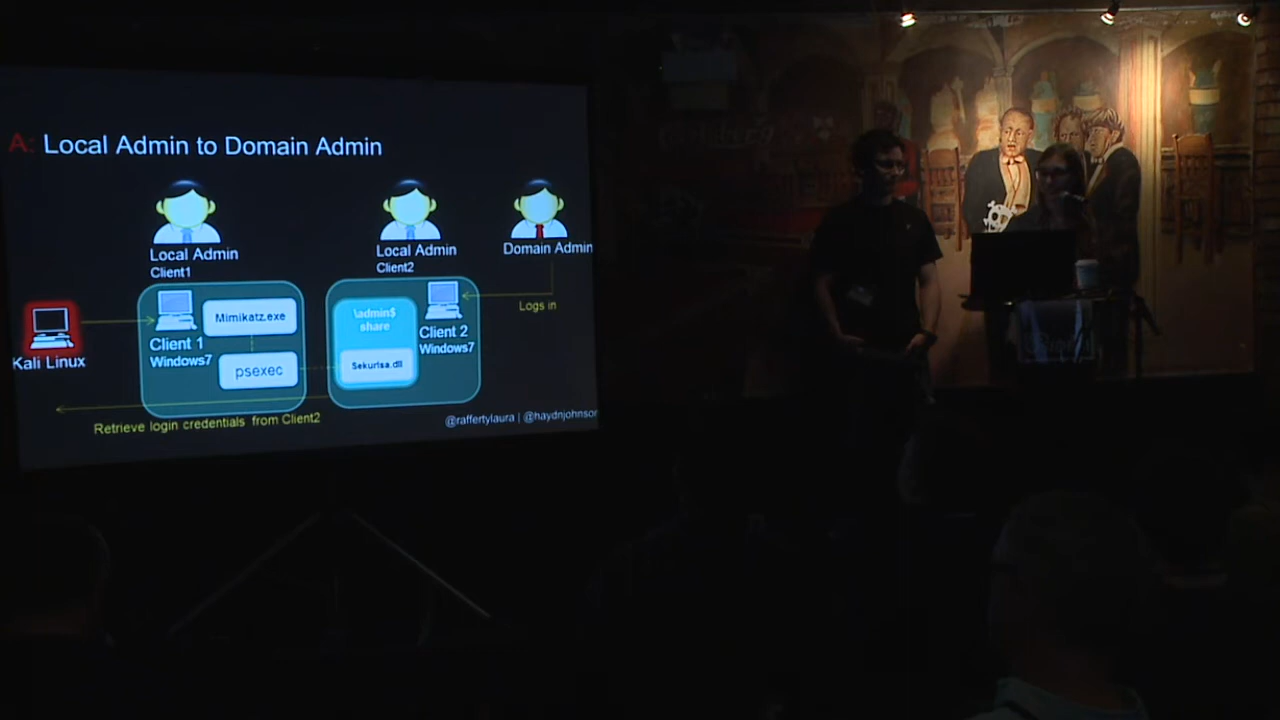 A: Local Admin to Domain Admin
Local Admin
Client1
Local Admin
Client2
Domain Admin
Kali Linux
Client 1
Windows7
Mimikatz.exe
psexec
\admin$
share
Sekurlsa.dll
Client 2
Windows7
Logs in
Retrieve login credentials from Client2
@raffertylaura | @haydnjohnson